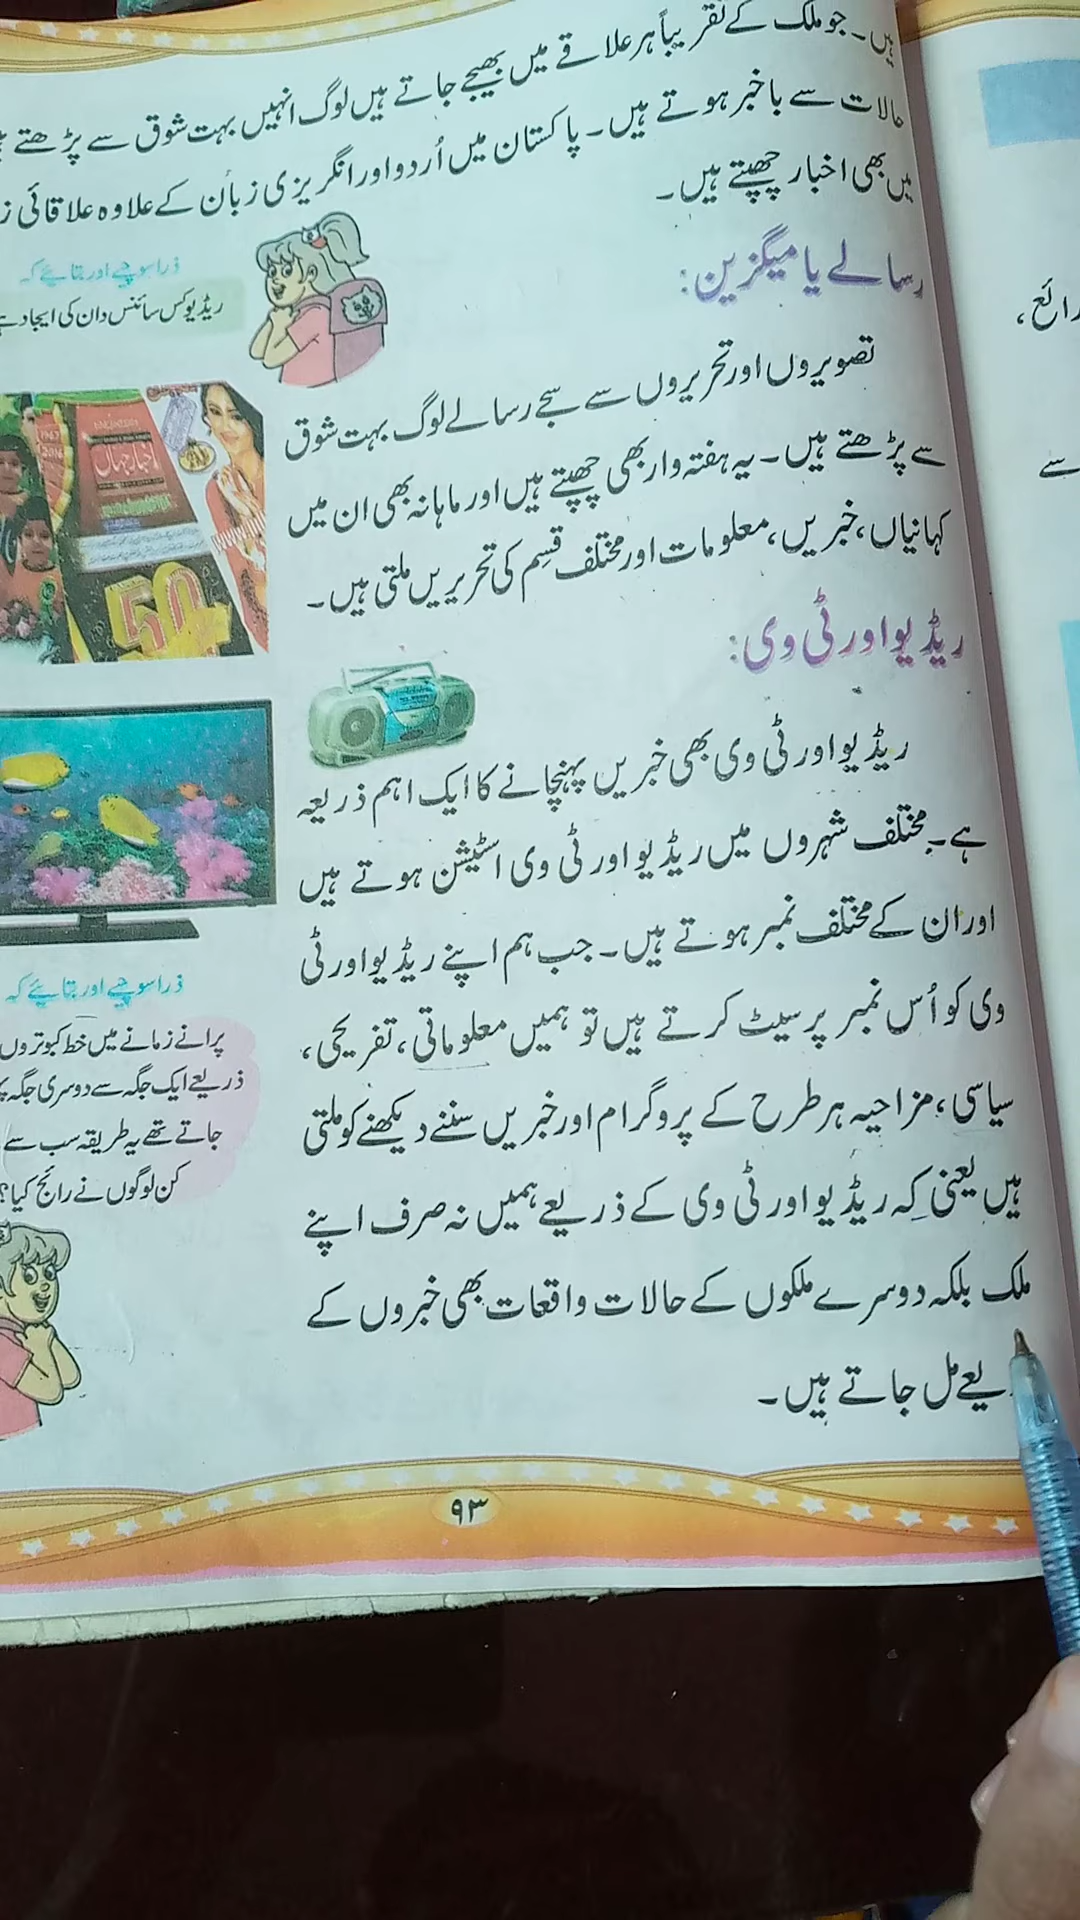 ہیں۔ جو ملک کے تقریباً ہر علاقے میں بھیجے جاتے ہیں لوگ انہیں بہت شوق سے پڑھتے
حالات سے باخبر ہوتے ہیں۔ پاکستان میں اُردو اور انگریزی زبان کے علاوہ علاقائی
میں بھی اخبار چھپتے ہیں۔
رسالے یا میگزین:
تصویروں اور تحریروں سے سجے رسالے لوگ بہت شوق
سے پڑھتے ہیں۔ یہ ہفتہ وار بھی چھپتے ہیں اور ماہانہ بھی ان میں
کہانیاں، خبریں، معلومات اور مختلف قسم کی تحریریں ملتی ہیں۔
ریڈیو اور ٹی وی:
ریڈیو اور ٹی وی بھی خبریں پہنچانے کا ایک اہم ذریعہ
ہے۔ مختلف شہروں میں ریڈیو اور ٹی وی اسٹیشن ہوتے ہیں
اور ان کے مختلف نمبر ہوتے ہیں۔ جب ہم اپنے ریڈیو اور ٹی
وی کو اُس نمبر پر سیٹ کرتے ہیں تو ہمیں معلوماتی، تفریحی،
سیاسی، مزاحیہ ہر طرح کے پروگرام اور خبریں سننے دیکھنے کو ملتی
ہیں یعنی کہ ریڈیو اور ٹی وی کے ذریعے ہمیں نہ صرف اپنے
ملک بلکہ دوسرے ملکوں کے حالات واقعات بھی خبروں کے
مل جاتے ہیں۔
ذرا سوچیے اور بتائیے کہ
ریڈیو کس سائنس دان کی ایجاد ہے
اخبار جہاں
1967
2016
50
ذرا سوچیے اور بتائیے کہ
پرانے زمانے میں خط کبوتروں
ذریعے ایک جگہ سے دوسری جگہ
جاتے تھے یہ طریقہ سب سے
کن لوگوں نے رائج کیا؟
۹۳
سے